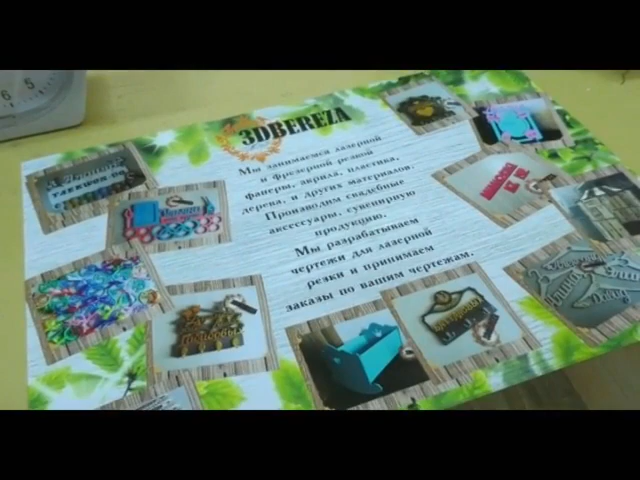 3DBEREZA
Мы занимаемся лазерной
и фрезерной резкой
фанеры, акрила, пластика,
дерева, и других материалов.
Производим свадебные
аксессуары, сувенирную
продукцию.
Мы разрабатываем
чертежи для лазерной
резки и принимаем
заказы по вашим чертежам.